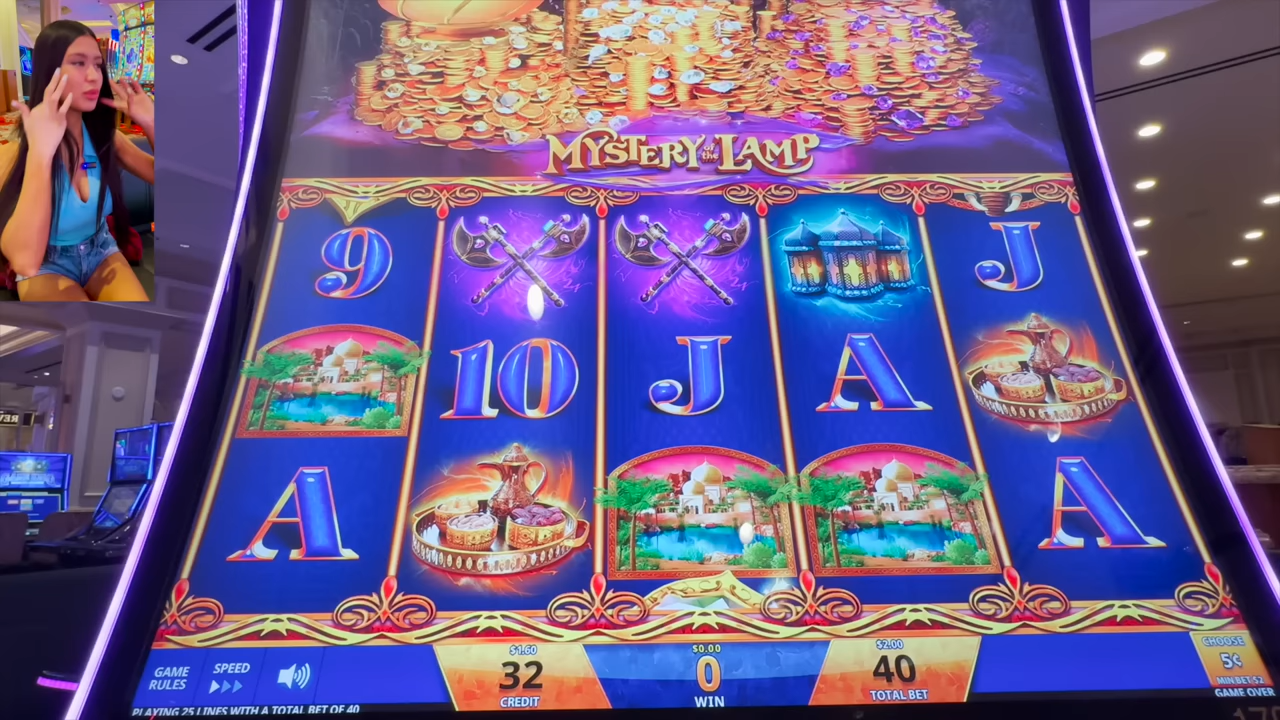 MYSTERY of the LAMP
9
J
10
J
A
A
A
GAME RULES
SPEED
$1.60
32
CREDIT
$0.00
0
WIN
$2.00
40
TOTAL BET
CHOOSE
5¢
MIN BET $2
GAME OVER
PLAYING 25 LINES WITH A TOTAL BET OF 40